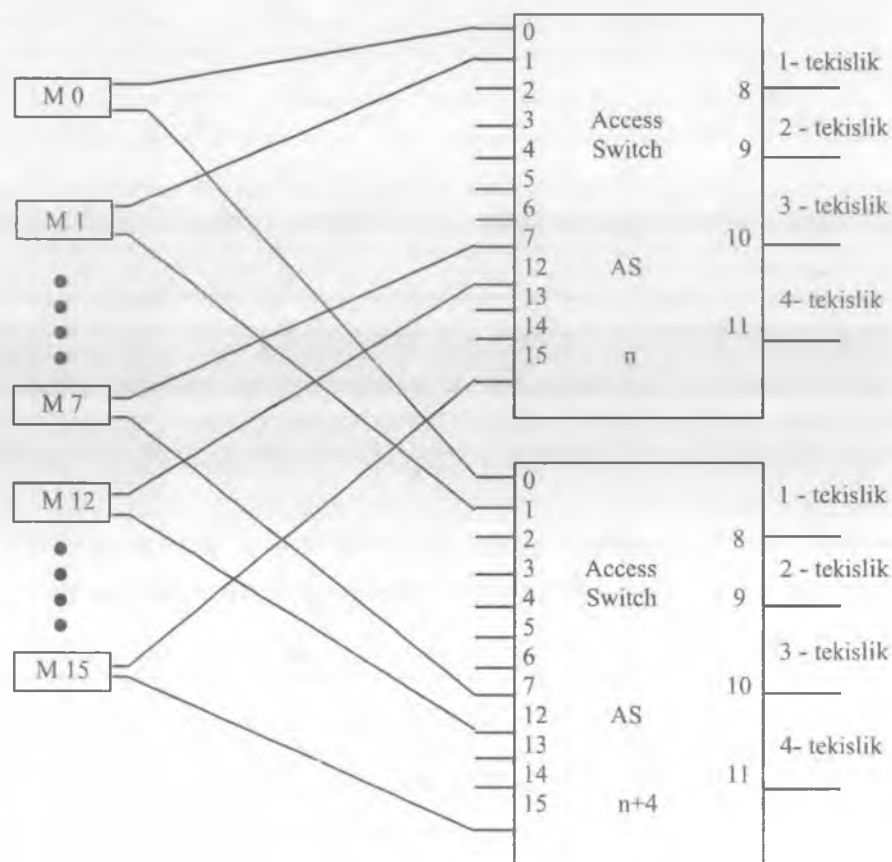 M 0
M 1
M 7
M 12
M 15
0
1
2
3
4
5
6
7
12
13
14
15
Access
Switch
AS
n
8
9
10
11
1- tekislik
2 - tekislik
3 - tekislik
4- tekislik
0
1
2
3
4
5
6
7
12
13
14
15
Access
Switch
AS
n+4
8
9
10
11
1 - tekislik
2 - tekislik
3 - tekislik
4- tekislik